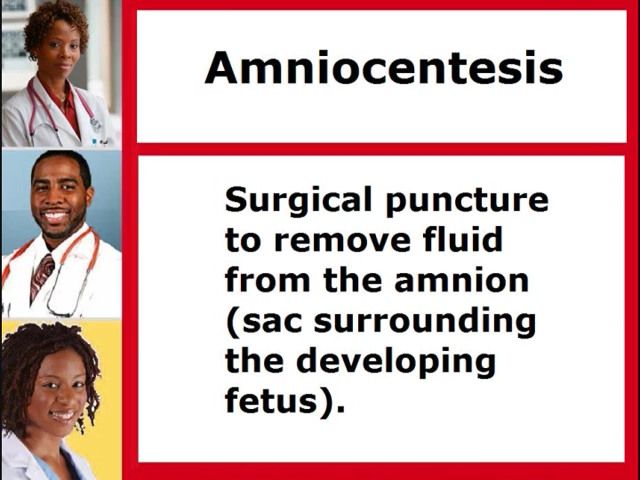 Amniocentesis
Surgical puncture
to remove fluid
from the amnion
(sac surrounding
the developing
fetus).